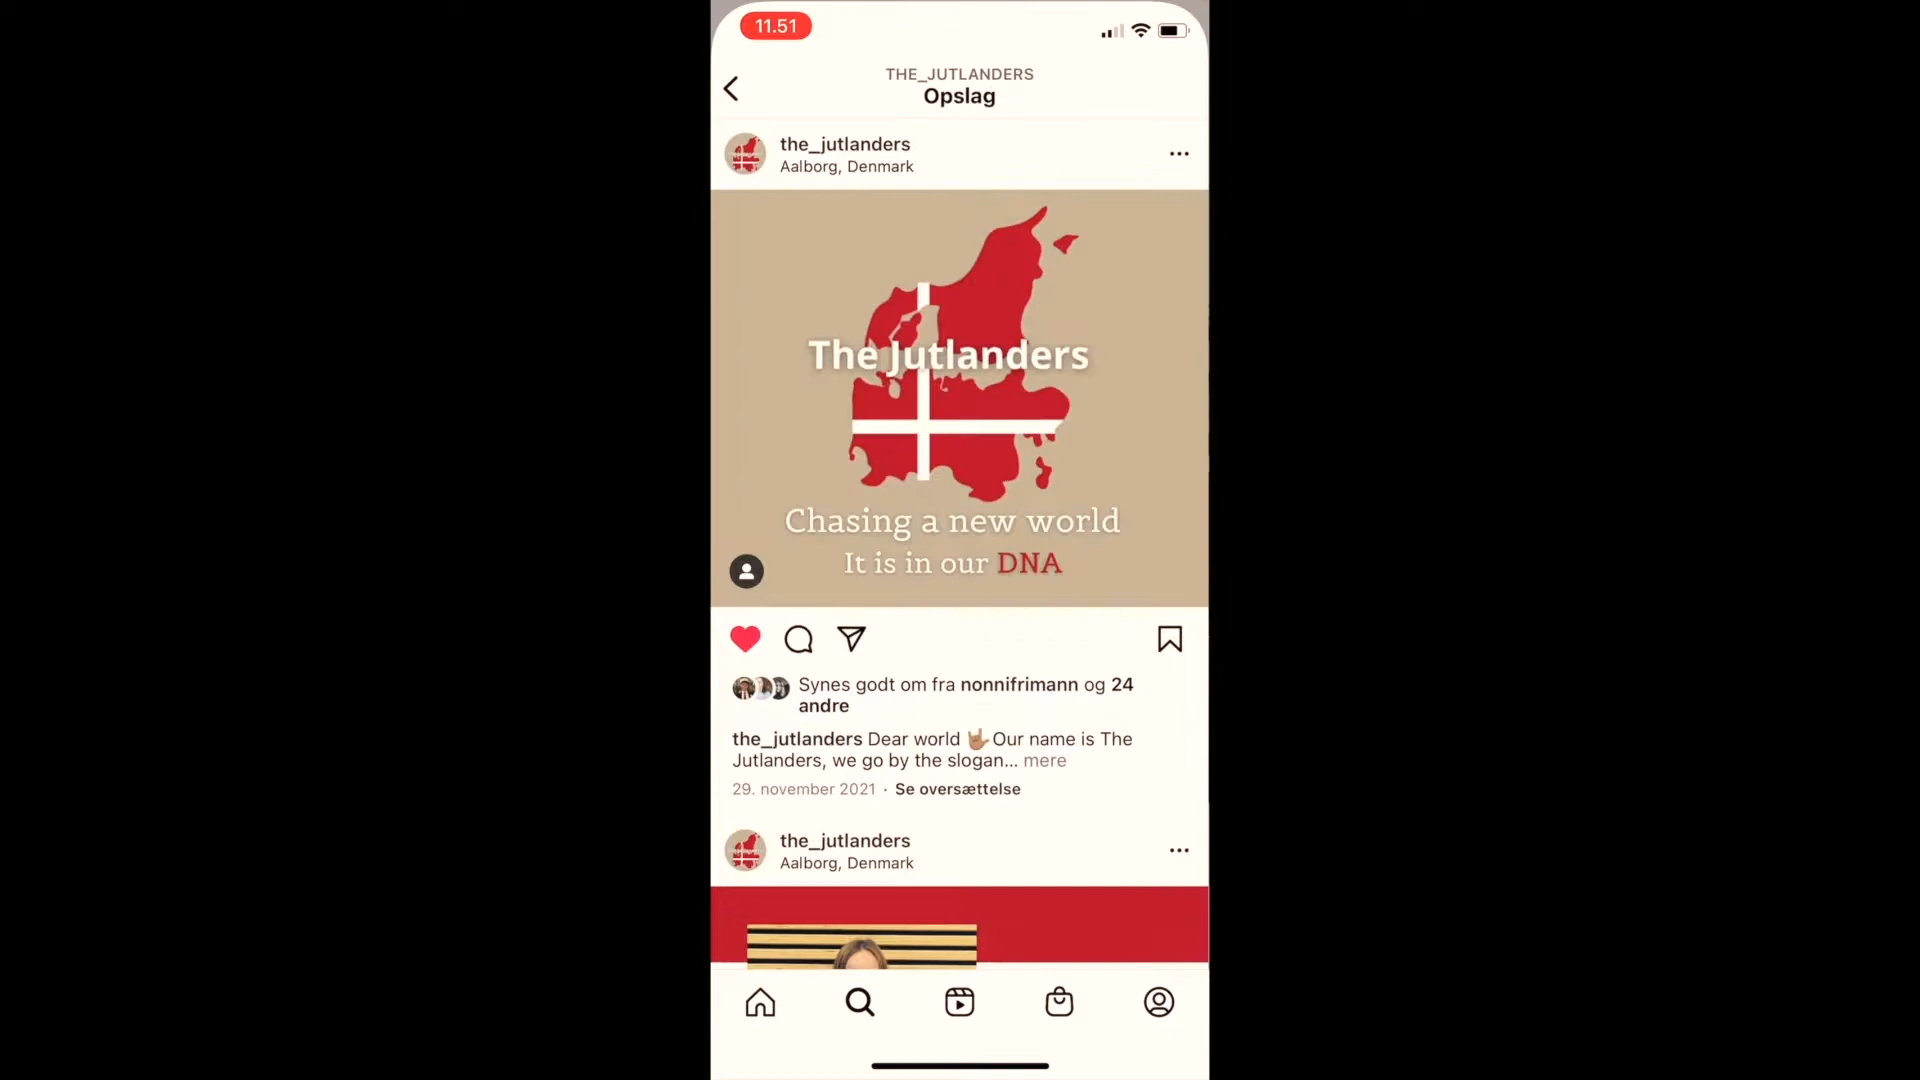 11.51
THE_JUTLANDERS
Opslag
the_jutlanders
Aalborg, Denmark
The Jutlanders
Chasing a new world
It is in our DNA
Synes godt om fra nonnifrimann og 24
andre
the_jutlanders Dear world 🤟🏽Our name is The
Jutlanders, we go by the slogan... mere
29. november 2021 · Se oversættelse
the_jutlanders
Aalborg, Denmark